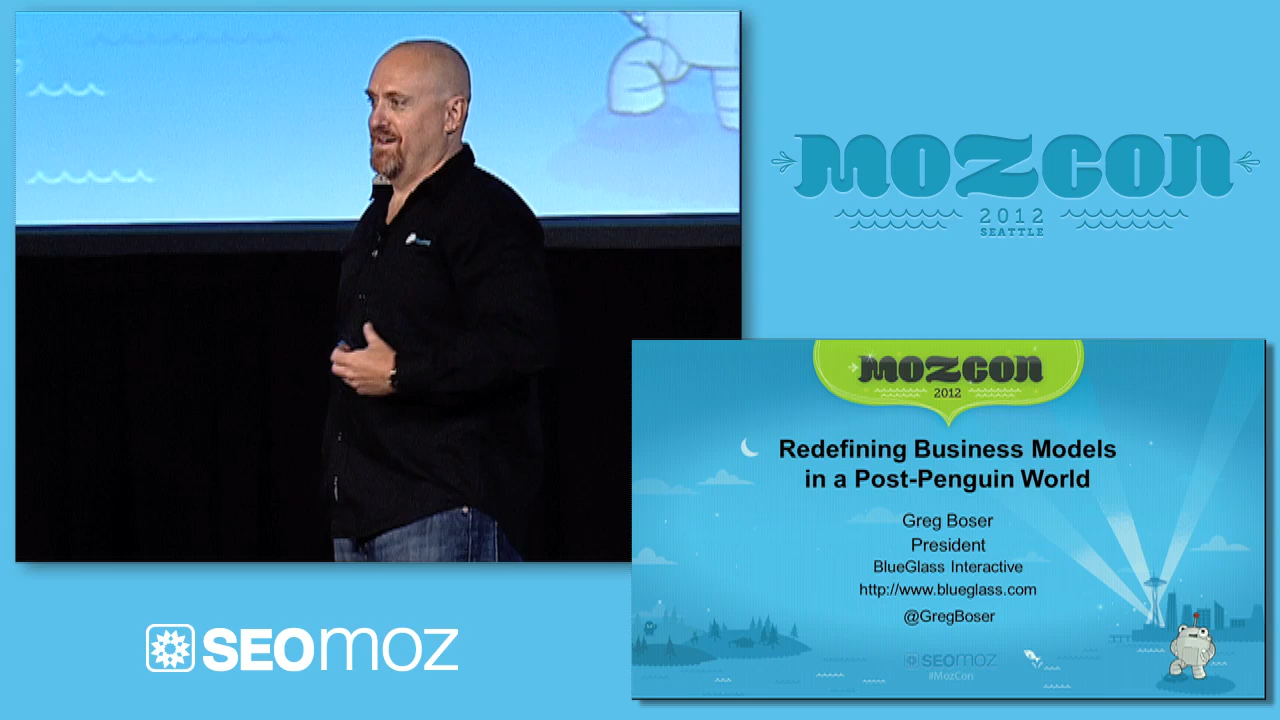 MOZCON
2012
SEATTLE
MOZCON
2012
Redefining Business Models
in a Post-Penguin World
Greg Boser
President
BlueGlass Interactive
http://www.blueglass.com
@GregBoser
SEOmoz
#MozCon
SEOmoz